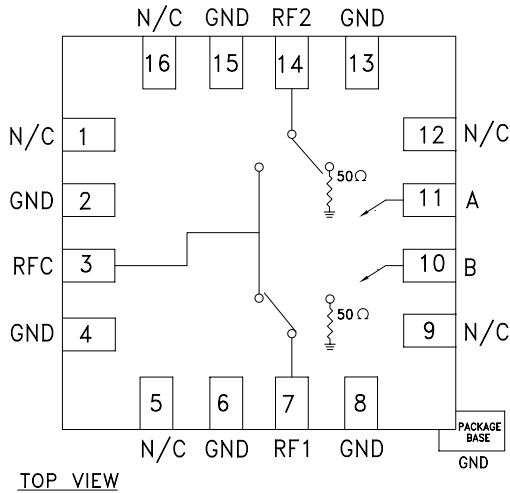 N/C GND RF2 GND
16 15 14 13
N/C 1 12 N/C
50Ω
GND 2 11 A
RFC 3 10 B
50Ω
GND 4 9 N/C
5 6 7 8
N/C GND RF1 GND
PACKAGE
BASE
GND
TOP VIEW